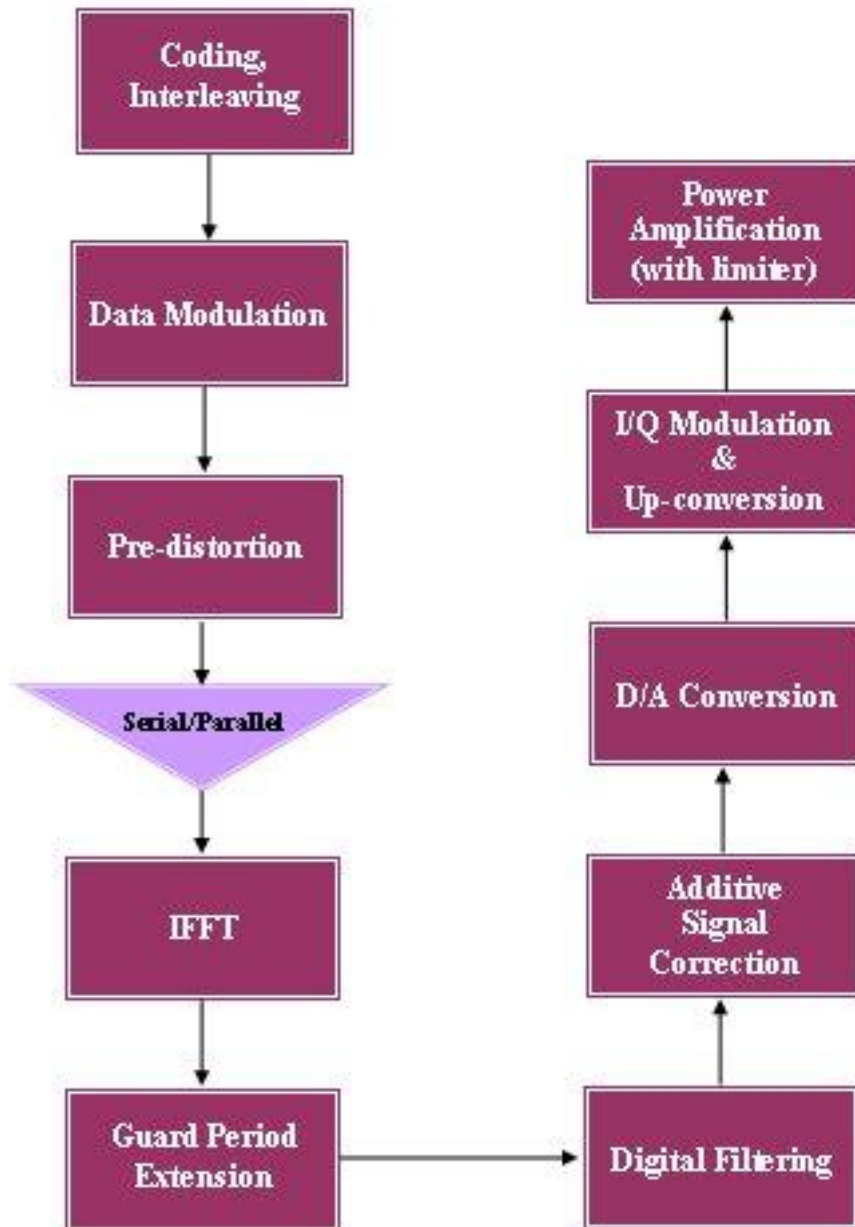 Coding,
Interleaving
Data Modulation
Pre-distortion
Serial/Parallel
IFFT
Guard Period
Extension
Digital Filtering
Additive
Signal
Correction
D/A Conversion
I/Q Modulation
&
Up-conversion
Power
Amplification
(with limiter)